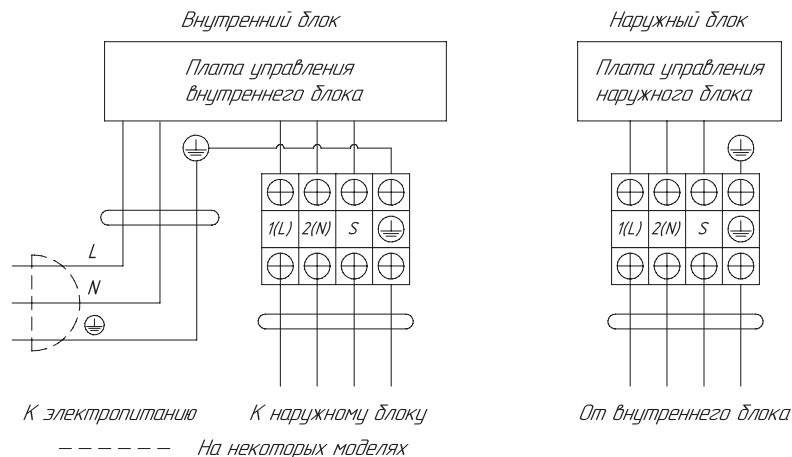 Внутренний блок
Наружный блок
Плата управления
внутреннего блока
Плата управления
наружного блока
1(L) 2(N) S
1(L) 2(N) S
L
N
К электропитанию
К наружному блоку
От внутреннего блока
На некоторых моделях